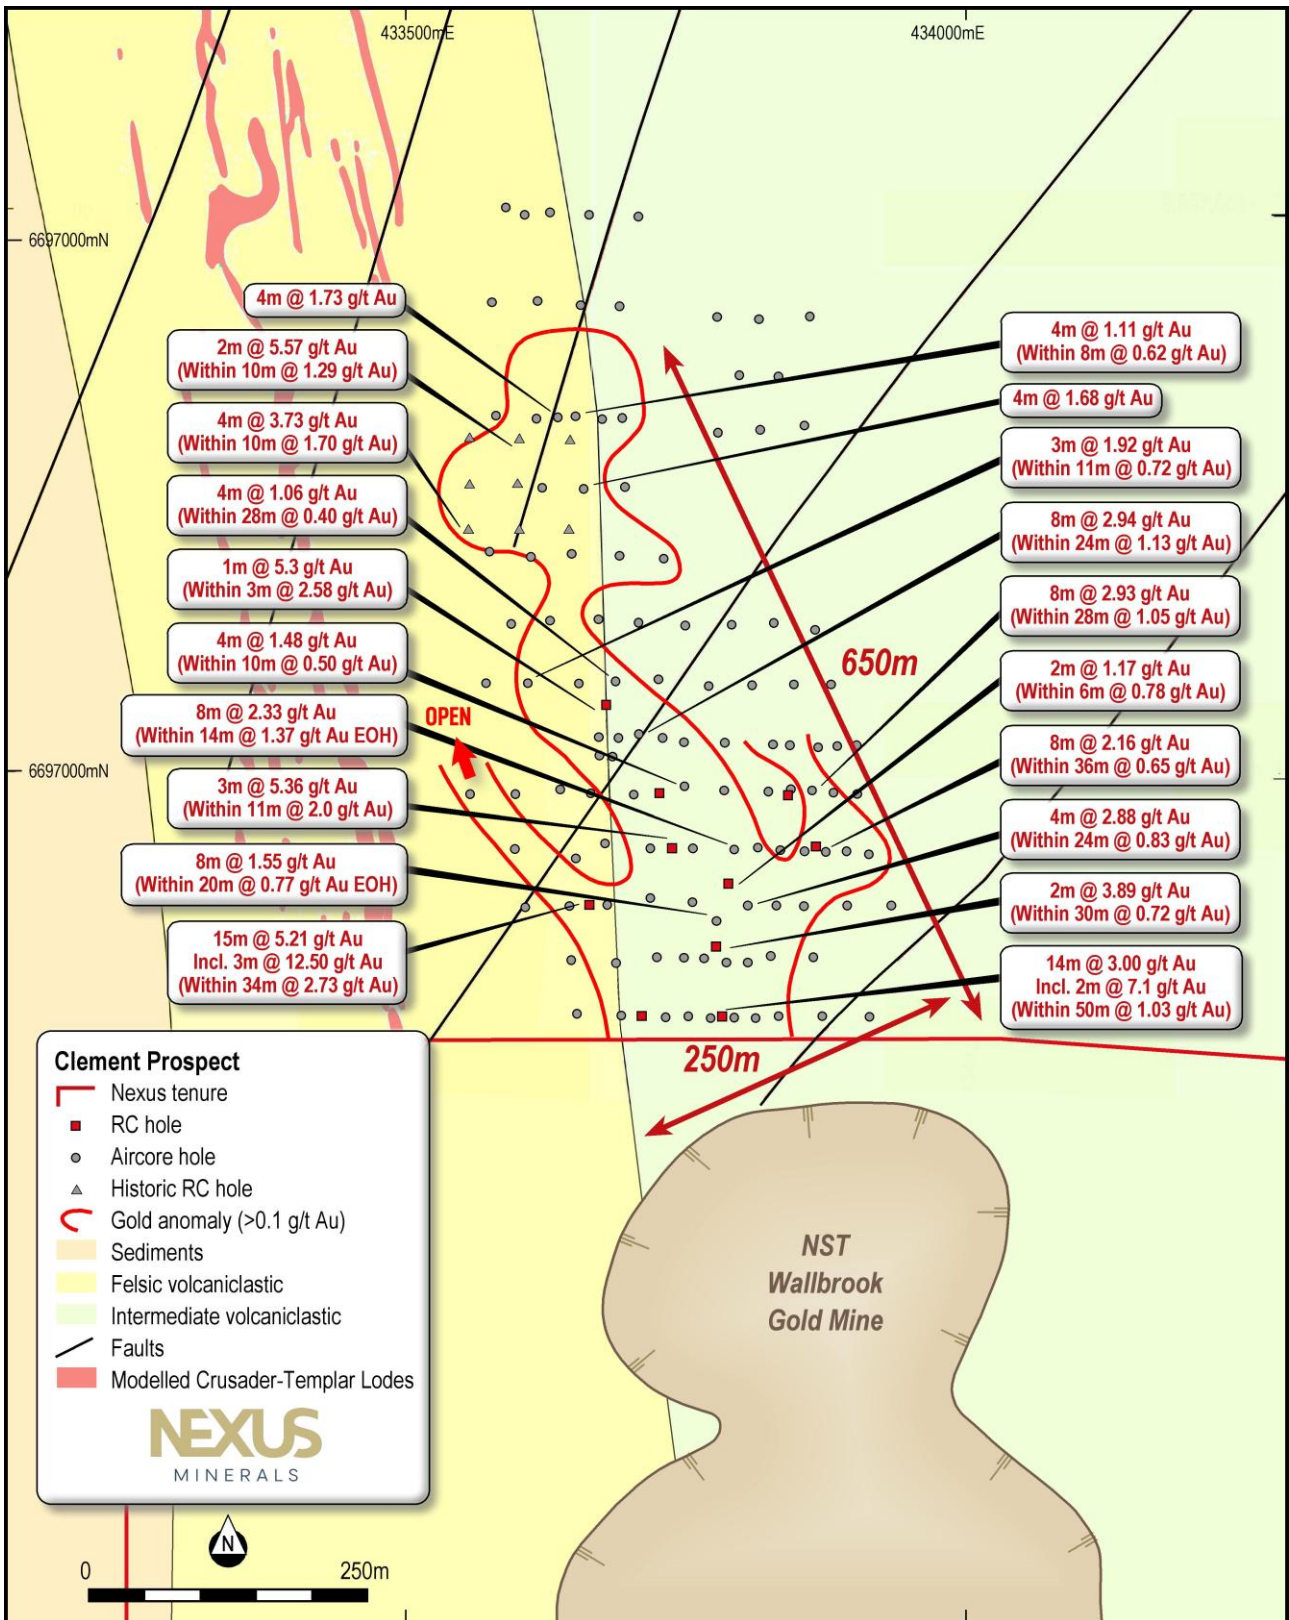 433500mE
434000mE
6697000mN
4m @ 1.73 g/t Au
2m @ 5.57 g/t Au
(Within 10m @ 1.29 g/t Au)
4m @ 3.73 g/t Au
(Within 10m @ 1.70 g/t Au)
4m @ 1.06 g/t Au
(Within 28m @ 0.40 g/t Au)
1m @ 5.3 g/t Au
(Within 3m @ 2.58 g/t Au)
4m @ 1.48 g/t Au
(Within 10m @ 0.50 g/t Au)
8m @ 2.33 g/t Au
(Within 14m @ 1.37 g/t Au EOH)
OPEN
6697000mN
3m @ 5.36 g/t Au
(Within 11m @ 2.0 g/t Au)
8m @ 1.55 g/t Au
(Within 20m @ 0.77 g/t Au EOH)
15m @ 5.21 g/t Au
Incl. 3m @ 12.50 g/t Au
(Within 34m @ 2.73 g/t Au)
4m @ 1.11 g/t Au
(Within 8m @ 0.62 g/t Au)
4m @ 1.68 g/t Au
3m @ 1.92 g/t Au
(Within 11m @ 0.72 g/t Au)
8m @ 2.94 g/t Au
(Within 24m @ 1.13 g/t Au)
8m @ 2.93 g/t Au
(Within 28m @ 1.05 g/t Au)
650m
2m @ 1.17 g/t Au
(Within 6m @ 0.78 g/t Au)
8m @ 2.16 g/t Au
(Within 36m @ 0.65 g/t Au)
4m @ 2.88 g/t Au
(Within 24m @ 0.83 g/t Au)
2m @ 3.89 g/t Au
(Within 30m @ 0.72 g/t Au)
14m @ 3.00 g/t Au
Incl. 2m @ 7.1 g/t Au
(Within 50m @ 1.03 g/t Au)
250m
Clement Prospect
Nexus tenure
RC hole
Aircore hole
Historic RC hole
Gold anomaly (>0.1 g/t Au)
Sediments
Felsic volcaniclastic
Intermediate volcaniclastic
Faults
Modelled Crusader-Templar Lodes
NEXUS
MINERALS
NST
Wallbrook
Gold Mine
N
0 250m